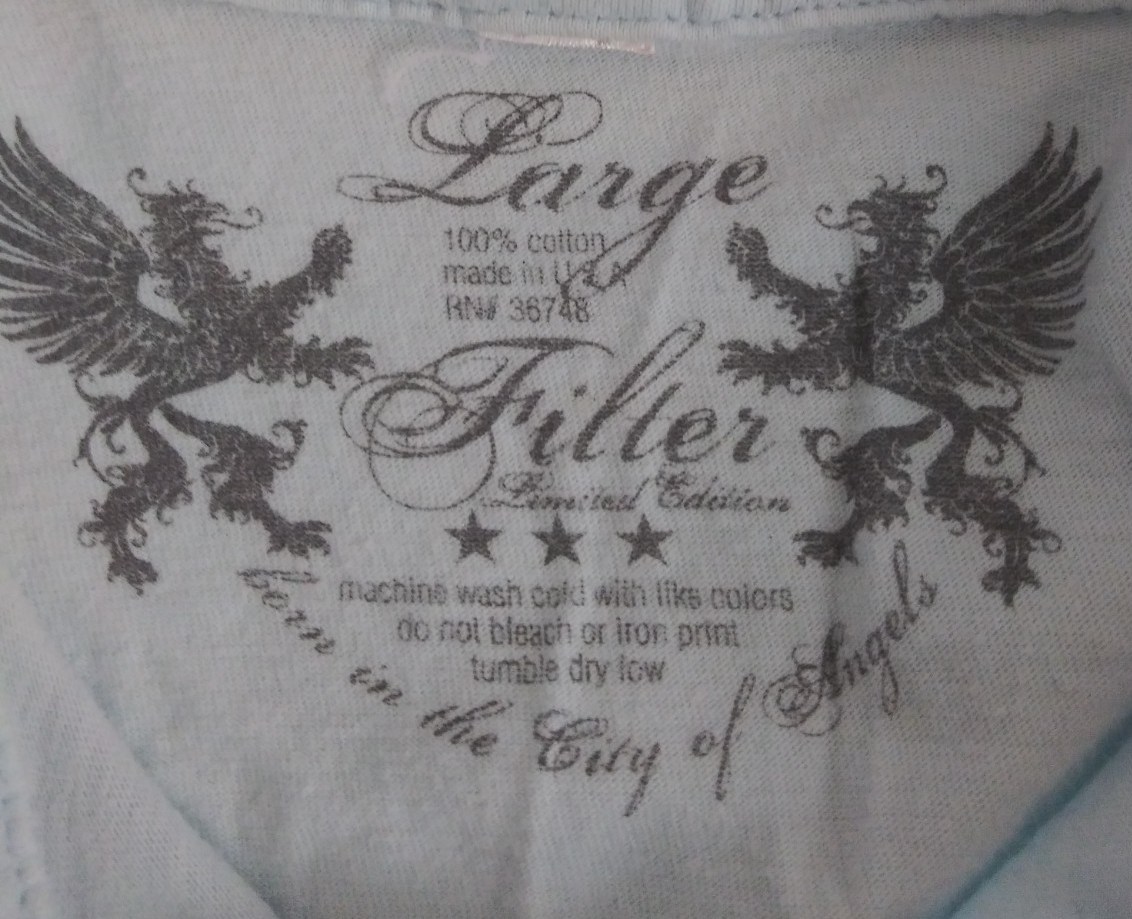 Large
100% cotton
made in U.S.A
RN# 36748
Filter
Limited Edition
machine wash cold with like colors
do not bleach or iron print
tumble dry low
born in the City of Angels